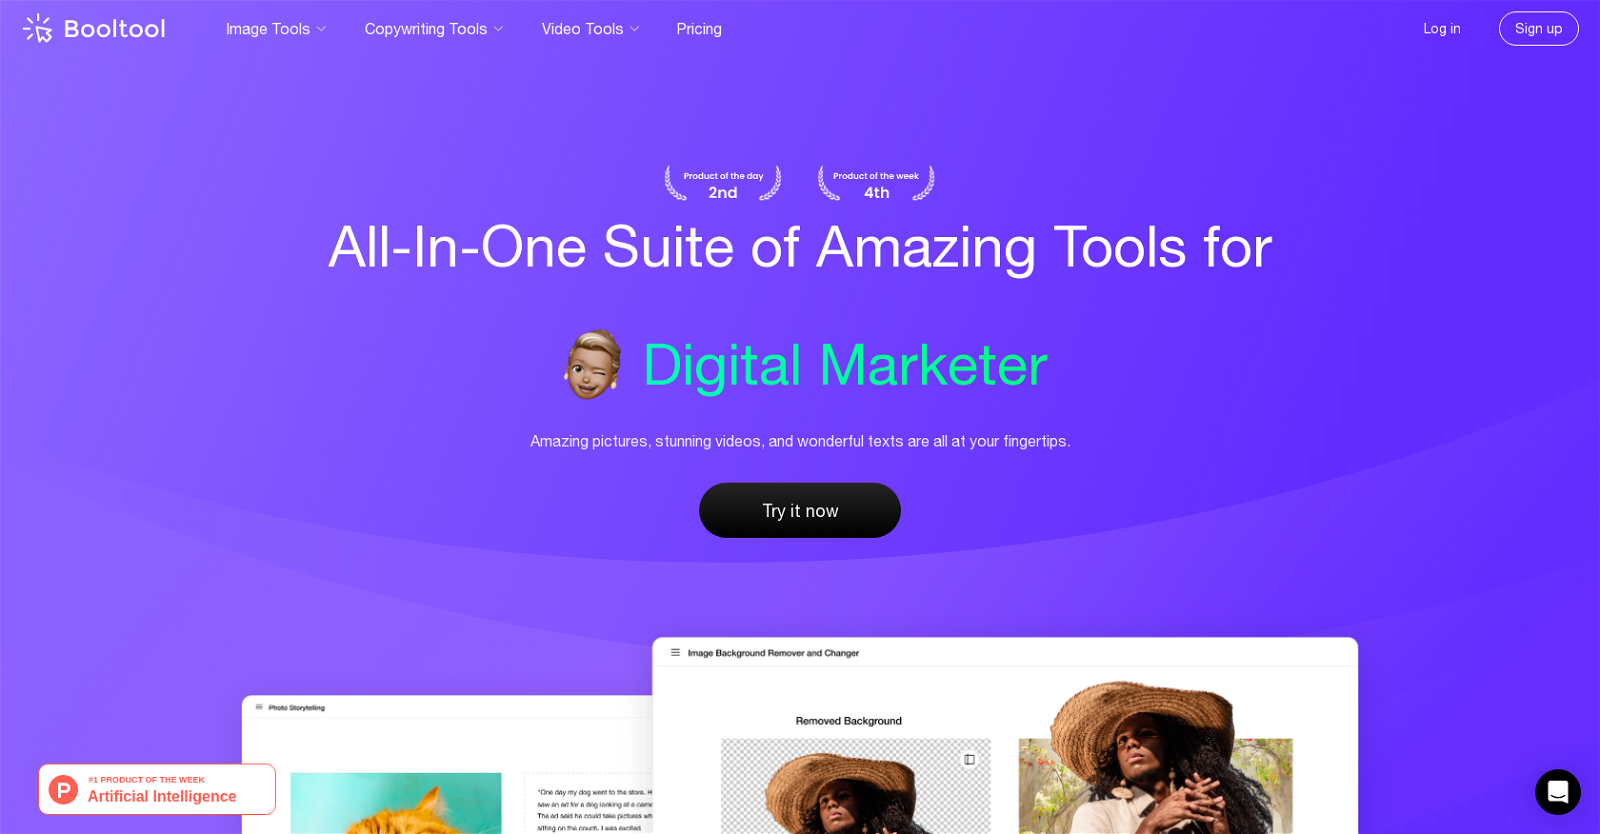 Booltool
Image Tools
Copywriting Tools
Video Tools
Pricing
Log in
Sign up
Product of the day
2nd
Product of the week
4th
All-In-One Suite of Amazing Tools for
Digital Marketer
Amazing pictures, stunning videos, and wonderful texts are all at your fingertips.
Try it now
Image Background Remover and Changer
Removed Background
Photo Storytelling
"One day my dog went to the store. H
saw an ad for a dog looking at a came
The ad said he could take pictures wh
sitting on the couch. I was excited
P
#1 PRODUCT OF THE WEEK
Artificial Intelligence